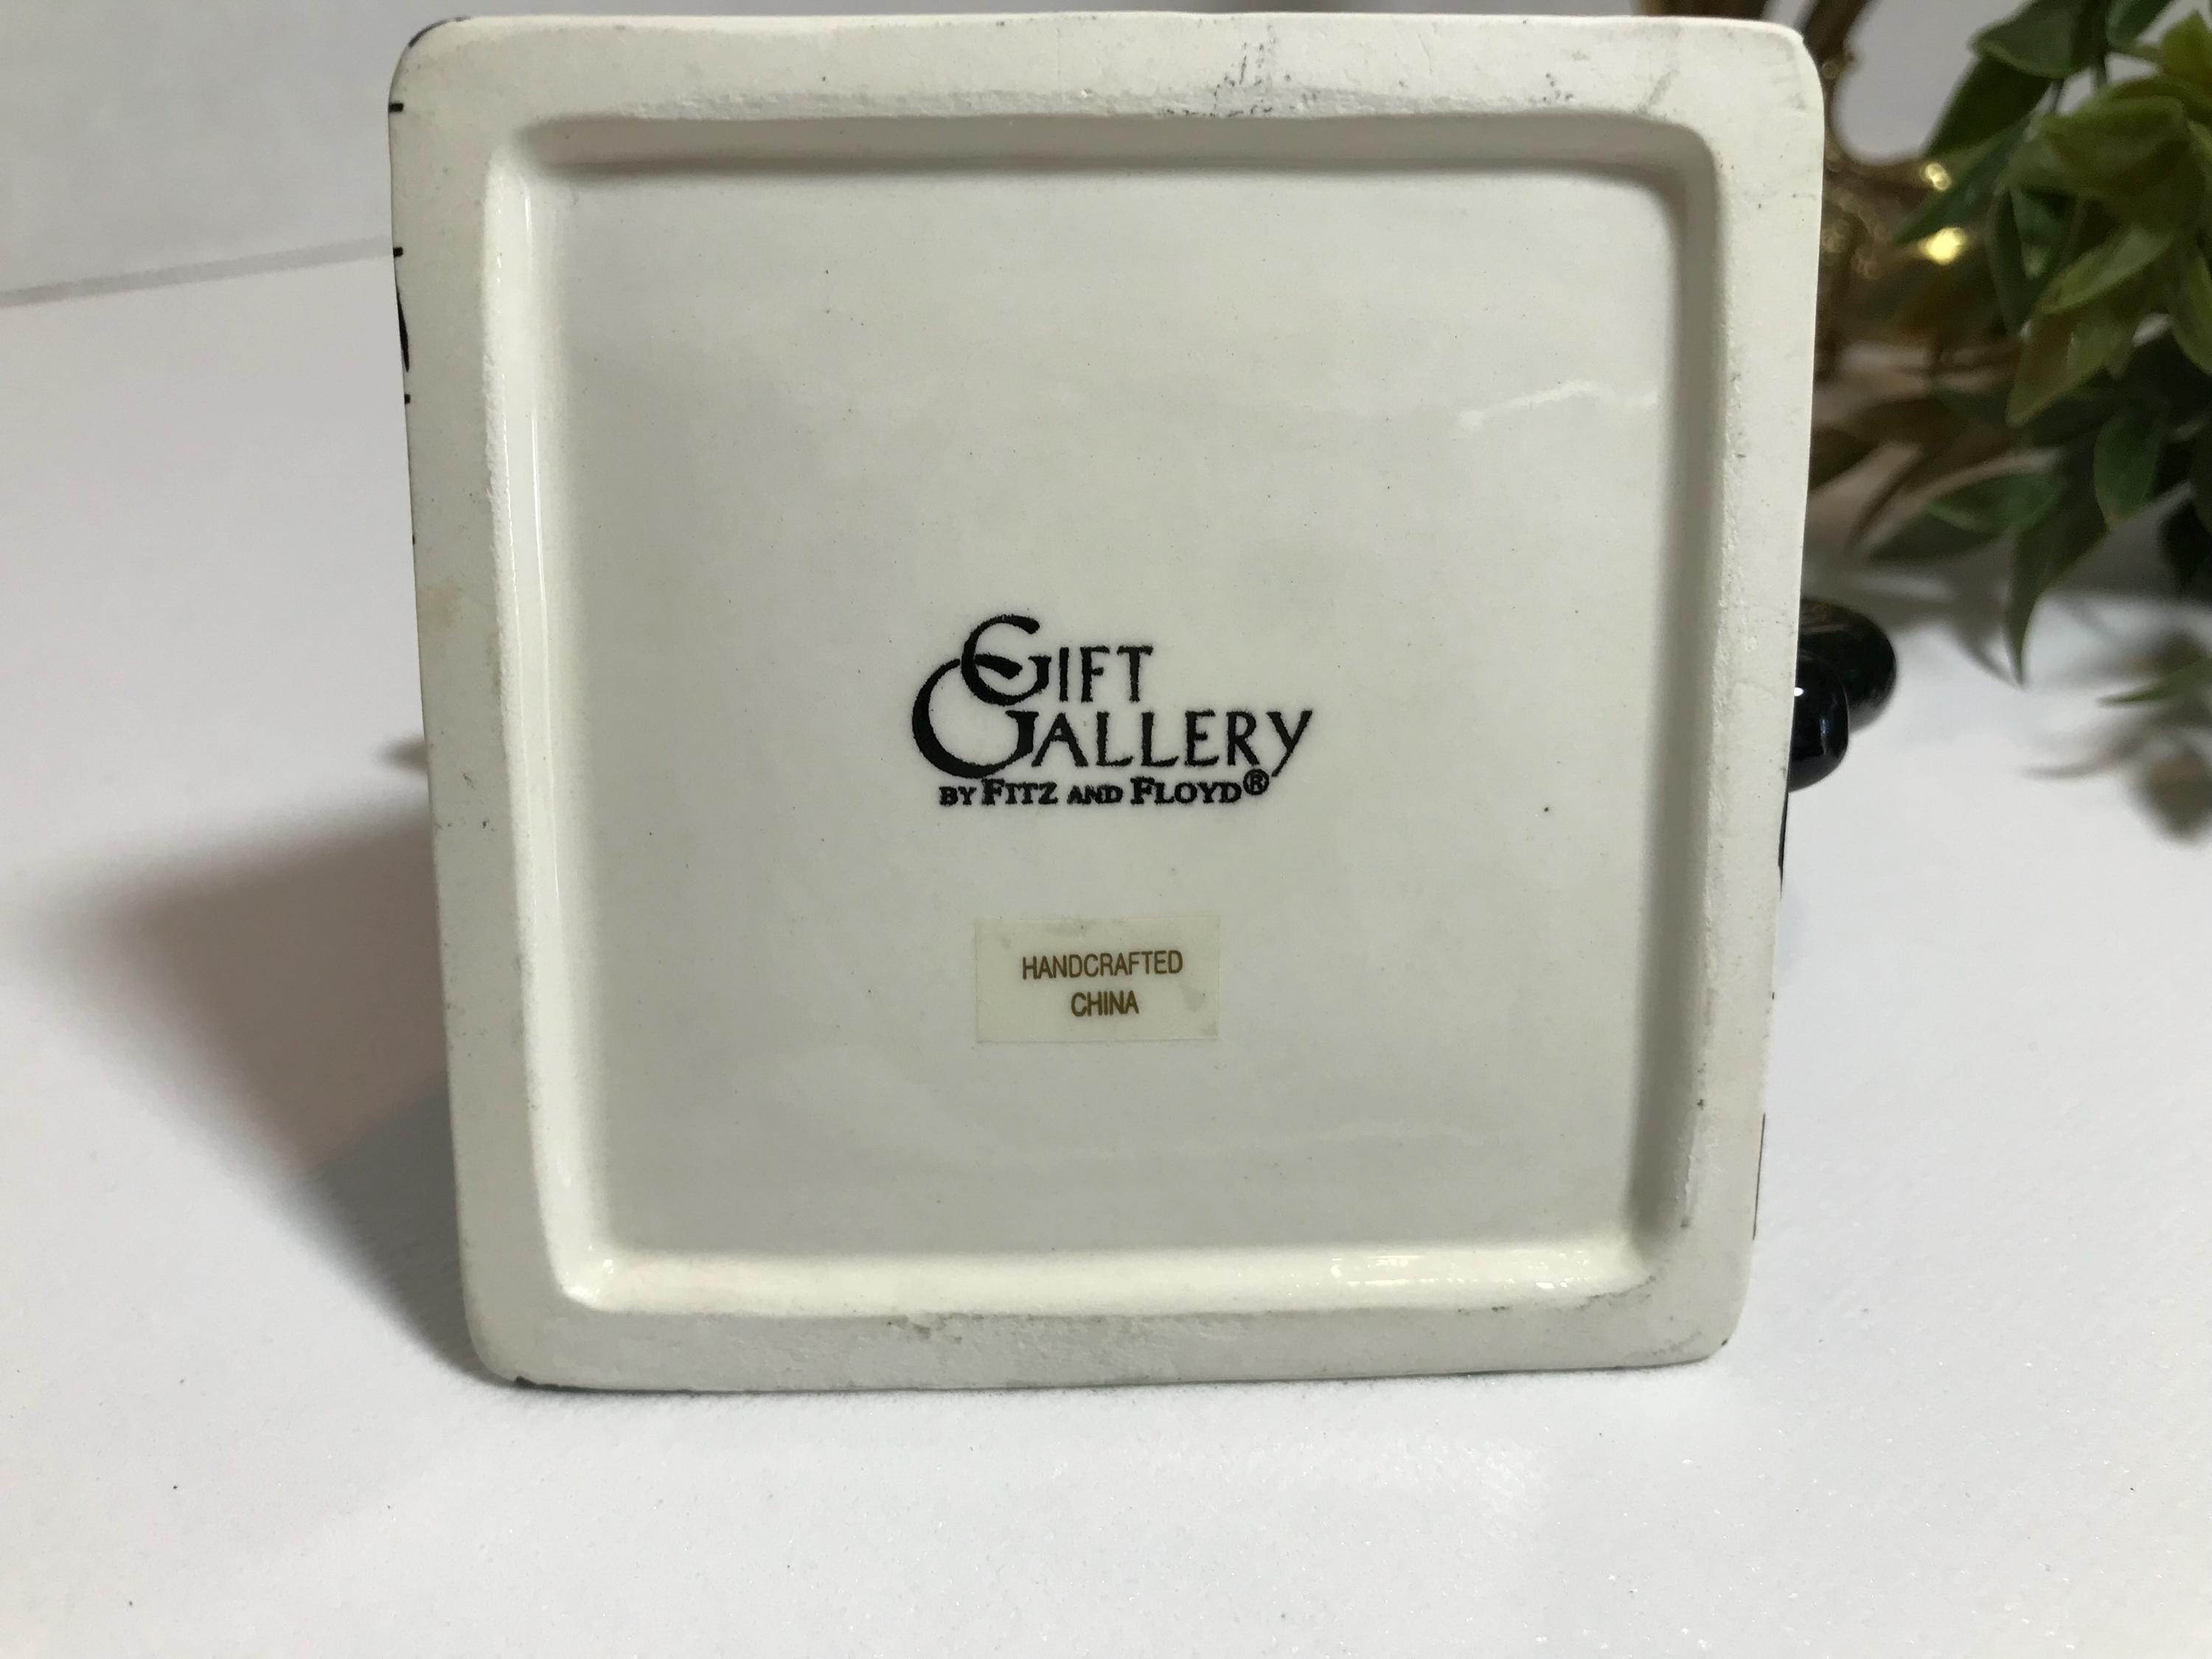 GIFT
GALLERY
BY FITZ AND FLOYD®
HANDCRAFTED
CHINA